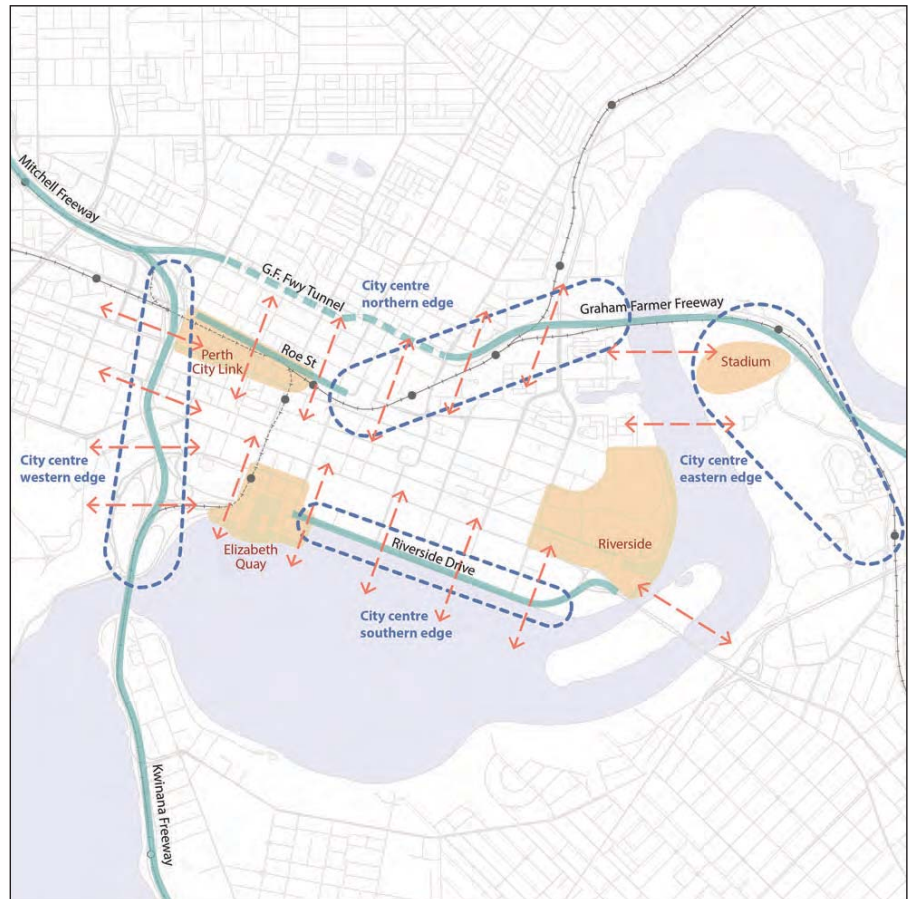 Mitchell Freeway
G.F. Fwy Tunnel
City centre
northern edge
Graham Farmer Freeway
Roe St
Perth
City Link
Stadium
City centre
western edge
City centre
eastern edge
Elizabeth
Quay
Riverside Drive
Riverside
City centre
southern edge
Kwinana Freeway